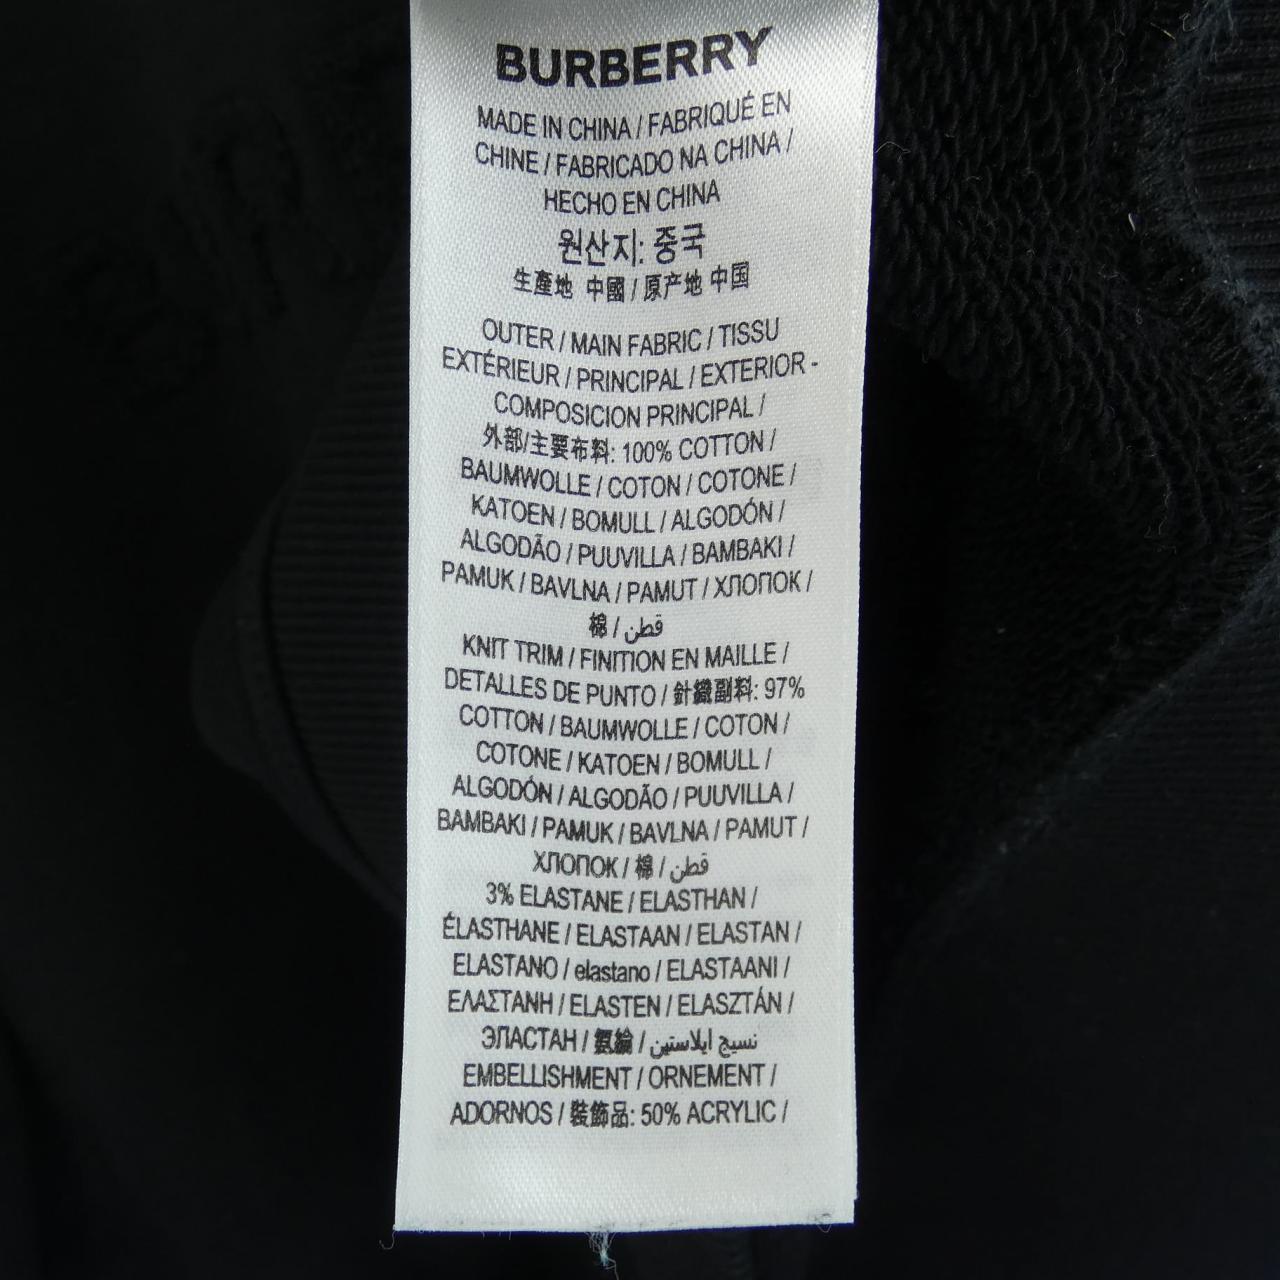 BURBERRY
MADE IN CHINA / FABRIQUÉ EN
CHINE / FABRICADO NA CHINA /
HECHO EN CHINA
원산지: 중국
生產地 中國 / 原产地 中国
OUTER / MAIN FABRIC / TISSU
EXTÉRIEUR / PRINCIPAL / EXTERIOR -
COMPOSICION PRINCIPAL /
外部/主要布料: 100% COTTON /
BAUMWOLLE / COTON / COTONE /
KATOEN / BOMULL / ALGODÓN /
ALGODÃO / PUUVILLA / BAMBAKI /
PAMUK / BAVLNA / PAMUT / ХЛОПОК /
棉 / قطن
KNIT TRIM / FINITION EN MAILLE /
DETALLES DE PUNTO / 針織副料: 97%
COTTON / BAUMWOLLE / COTON /
COTONE / KATOEN / BOMULL /
ALGODÓN / ALGODÃO / PUUVILLA /
BAMBAKI / PAMUK / BAVLNA / PAMUT /
ХЛОПОК / 棉 / قطن
3% ELASTANE / ELASTHAN /
ÉLASTHANE / ELASTAAN / ELASTAN /
ELASTANO / elastano / ELASTAANI /
ΕΛΑΣΤΑΝΗ / ELASTEN / ELASZTÁN /
ЭЛАСТАН / 氨綸 / نسيج ايلاستين
EMBELLISHMENT / ORNEMENT /
ADORNOS / 裝飾品: 50% ACRYLIC /